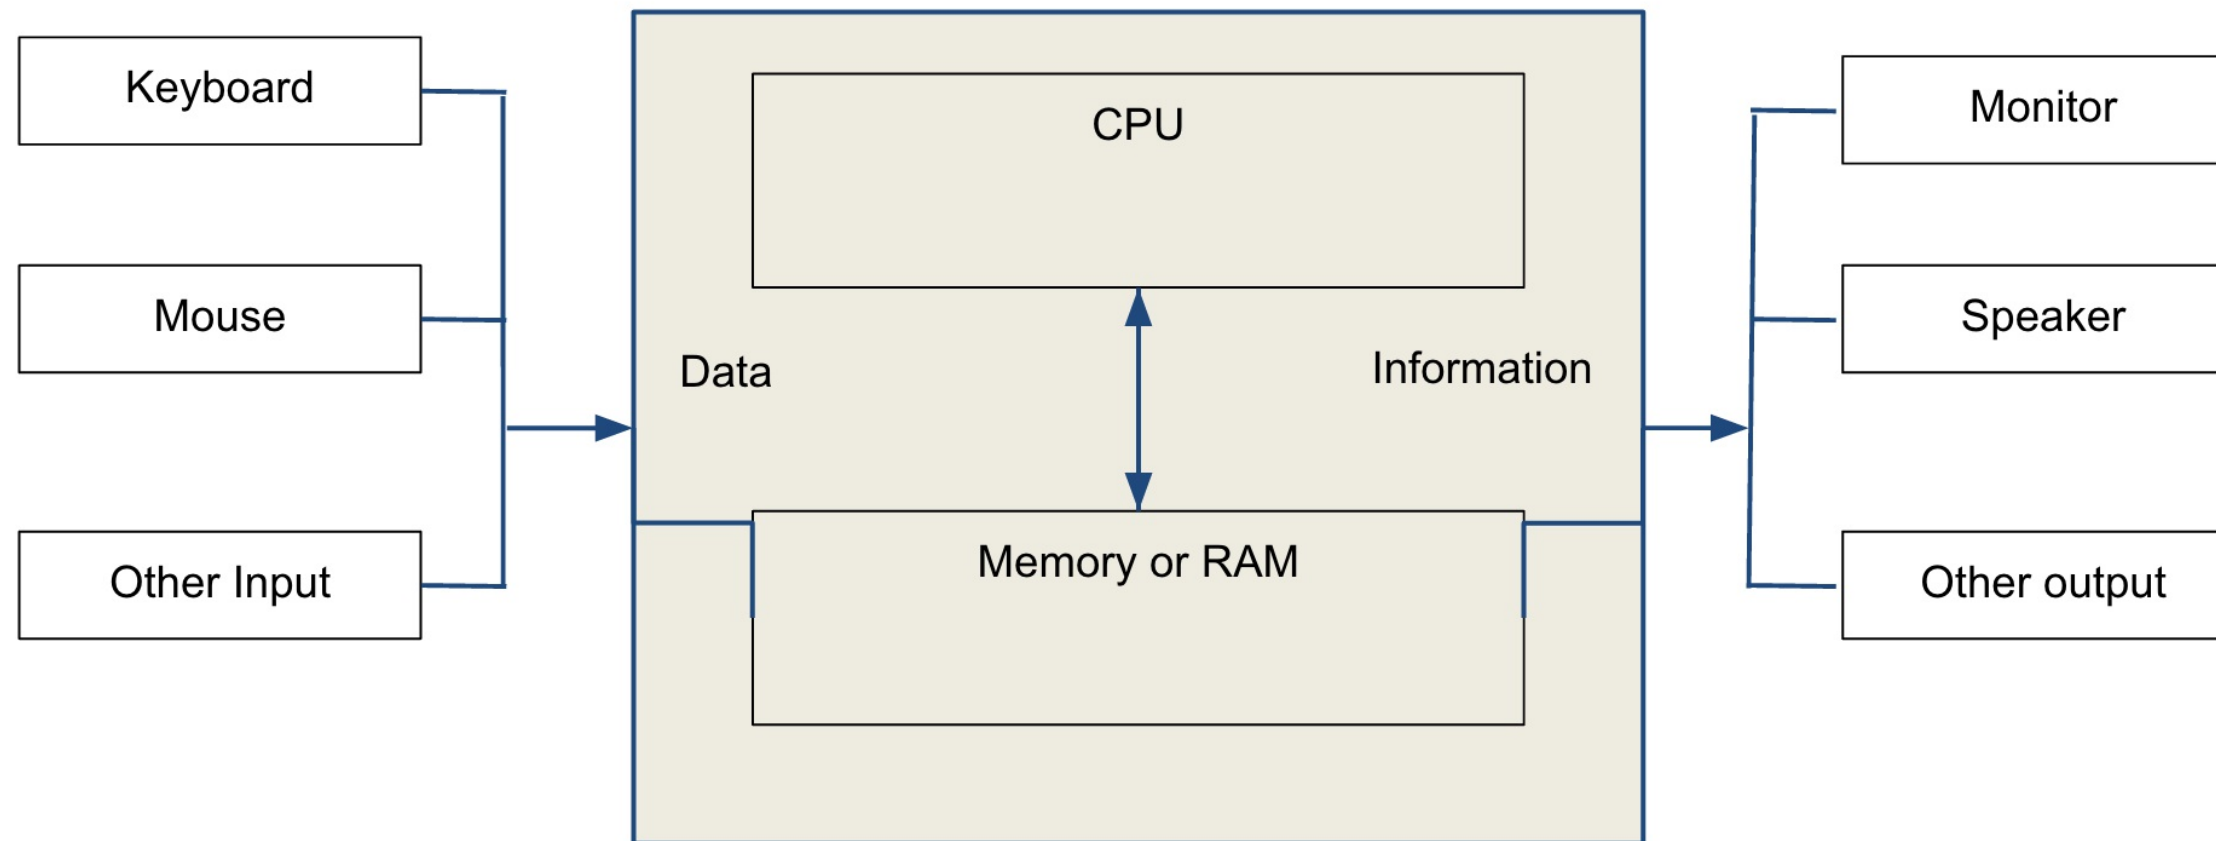 Keyboard
Mouse
Other Input
CPU
Data
Information
Memory or RAM
Monitor
Speaker
Other output